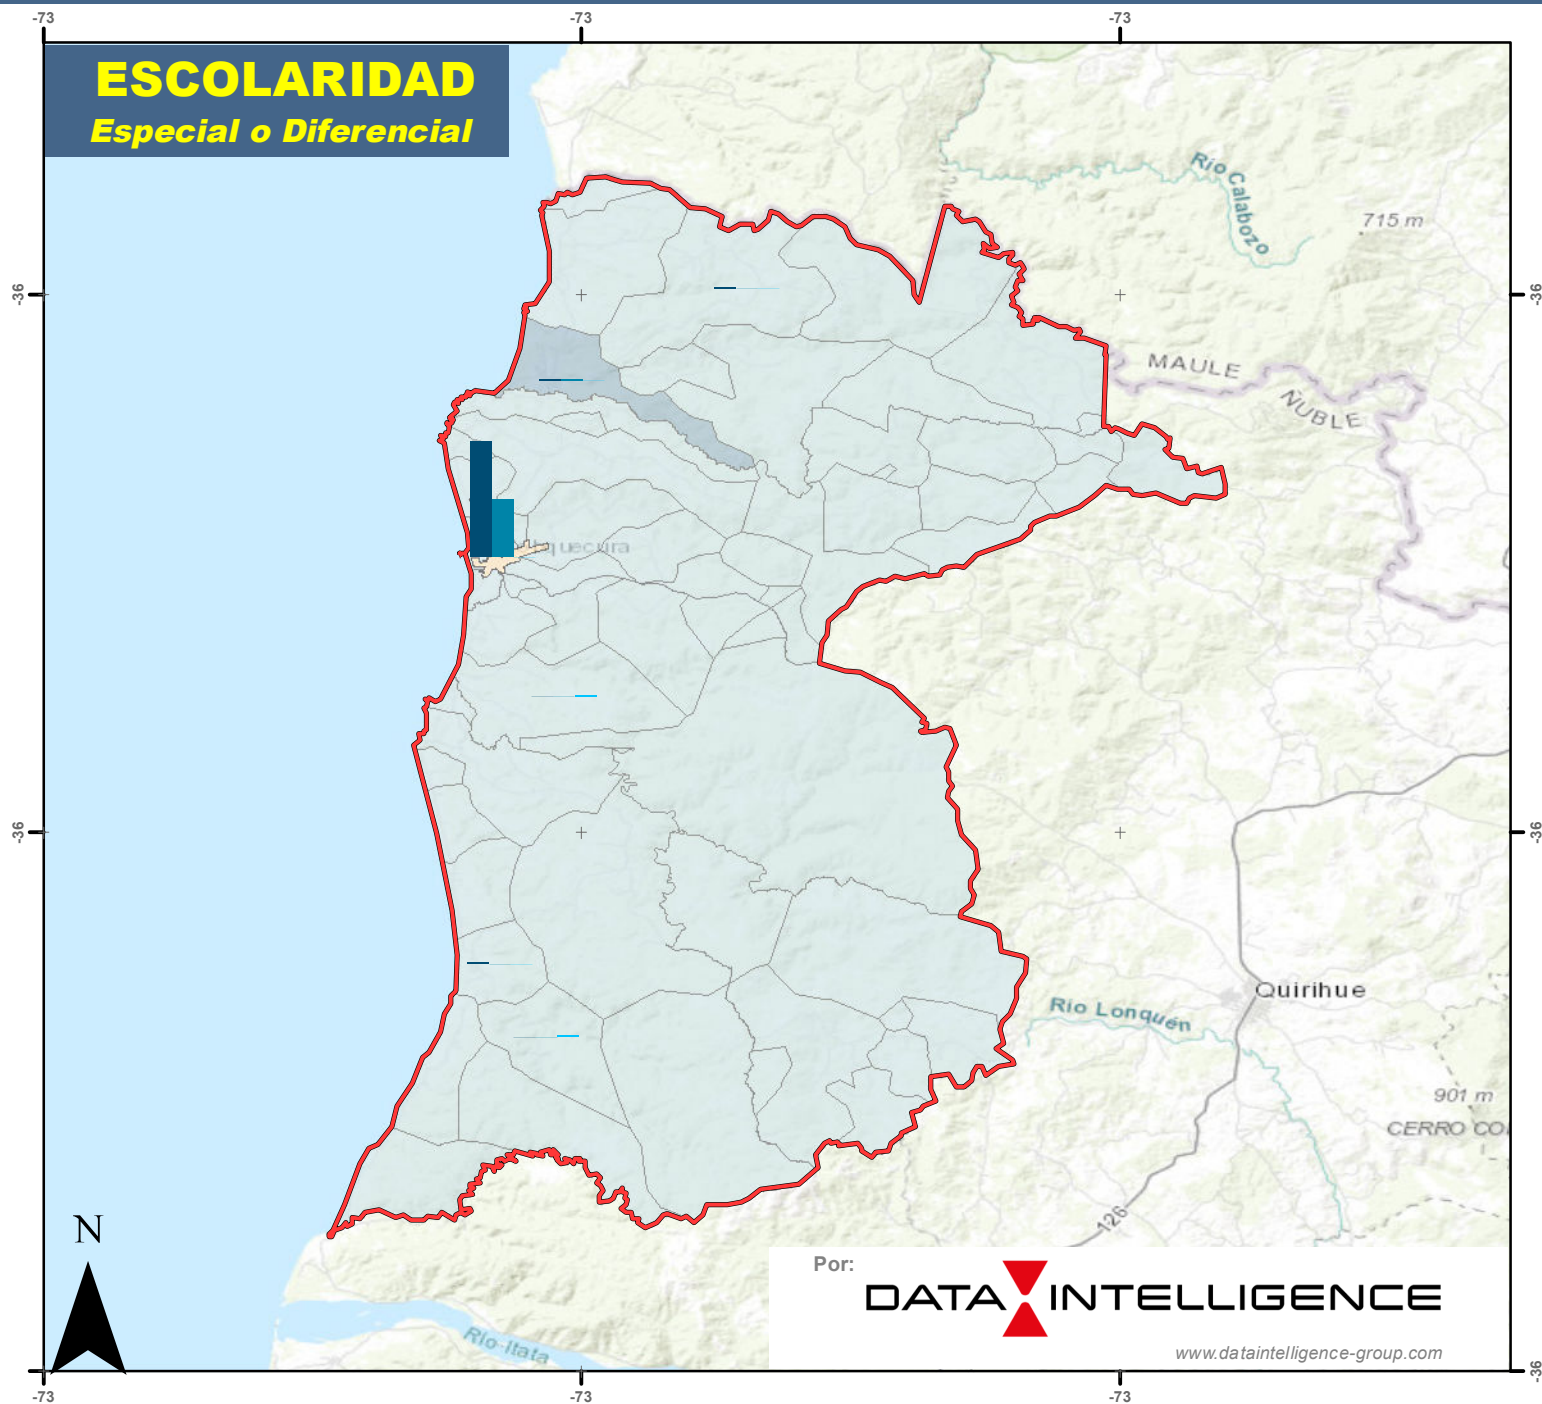 -73
-73
-73
ESCOLARIDAD
Especial o Diferencial
Río Calabozo
715 m
-36
-36
MAULE
ÑUBLE
-36
-36
Quirihue
Río Lonquén
901 m
126
N
Por:
DATA INTELLIGENCE
www.dataintelligence-group.com
Río Itata
-36
-73
-73
-73